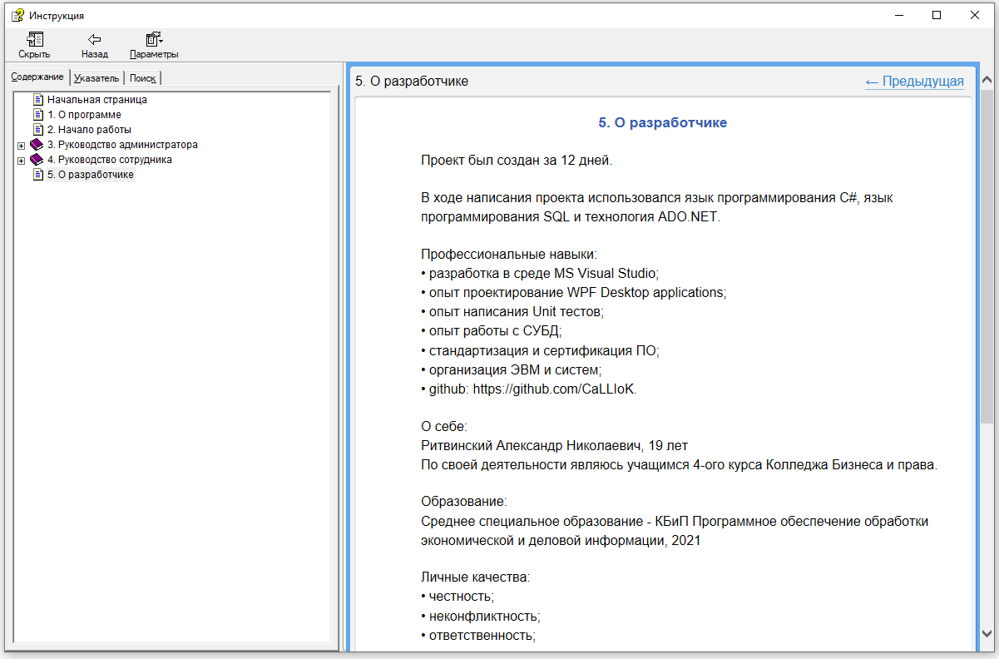 Инструкция
Скрыть
Назад
Параметры
Содержание
Указатель
Поиск
Начальная страница
1. О программе
2. Начало работы
3. Руководство администратора
4. Руководство сотрудника
5. О разработчике
5. О разработчике
← Предыдущая
5. О разработчике
Проект был создан за 12 дней.
В ходе написания проекта использовался язык программирования C#, язык
программирования SQL и технология ADO.NET.
Профессиональные навыки:
• разработка в среде MS Visual Studio;
• опыт проектирование WPF Desktop applications;
• опыт написания Unit тестов;
• опыт работы с СУБД;
• стандартизация и сертификация ПО;
• организация ЭВМ и систем;
• github: https://github.com/CaLLIoK.
О себе:
Ритвинский Александр Николаевич, 19 лет
По своей деятельности являюсь учащимся 4-ого курса Колледжа Бизнеса и права.
Образование:
Среднее специальное образование - КБиП Программное обеспечение обработки
экономической и деловой информации, 2021
Личные качества:
• честность;
• неконфликтность;
• ответственность;